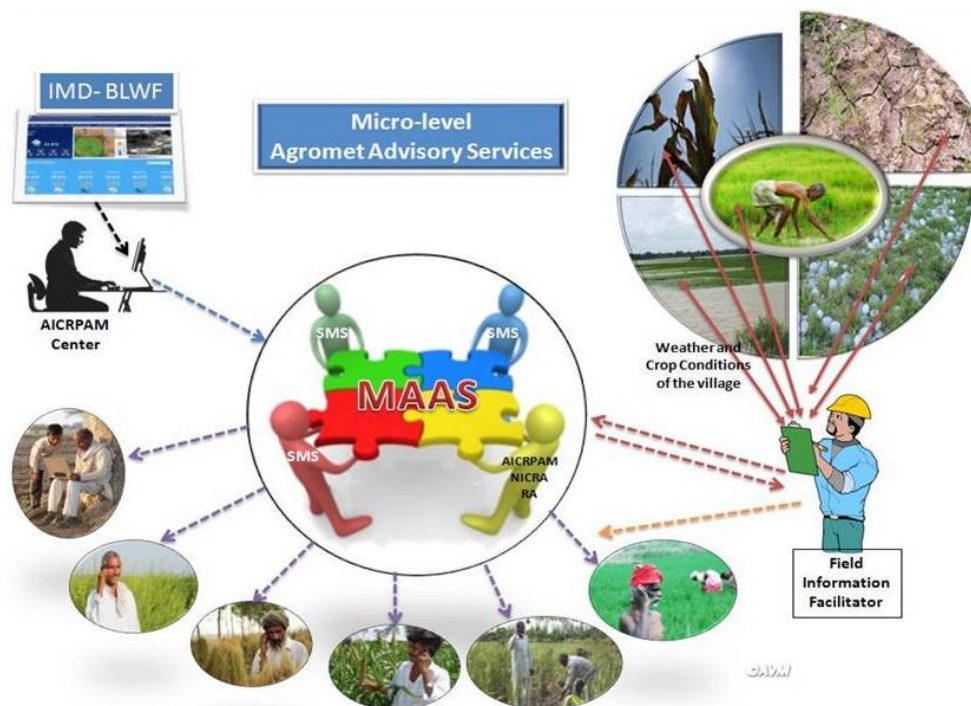 IMD- BLWF
Micro-level
Agromet Advisory Services
AICRPAM
Center
SMS
SMS
MAAS
SMS
AICRPAM
NICRA
RA
Weather and
Crop Conditions
of the village
Field
Information
Facilitator